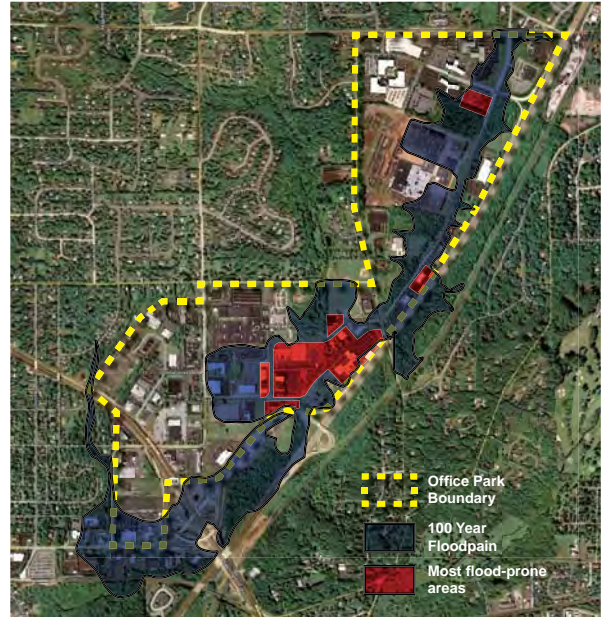 Office Park
Boundary
100 Year
Floodpain
Most flood-prone
areas